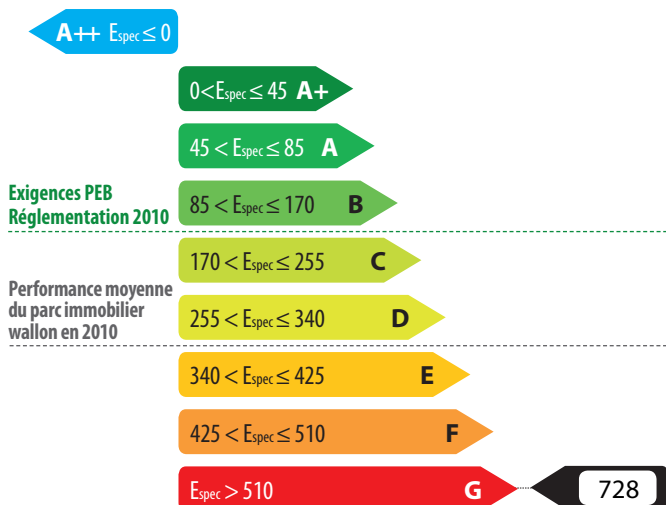 A++ Espec ≤ 0
0<Espec ≤ 45 A+
45 < Espec ≤ 85 A
Exigences PEB
Réglementation 2010
85 < Espec ≤ 170 B
170 < Espec ≤ 255 C
Performance moyenne
du parc immobilier
wallon en 2010
255 < Espec ≤ 340 D
340 < Espec ≤ 425 E
425 < Espec ≤ 510 F
Espec > 510 G
728